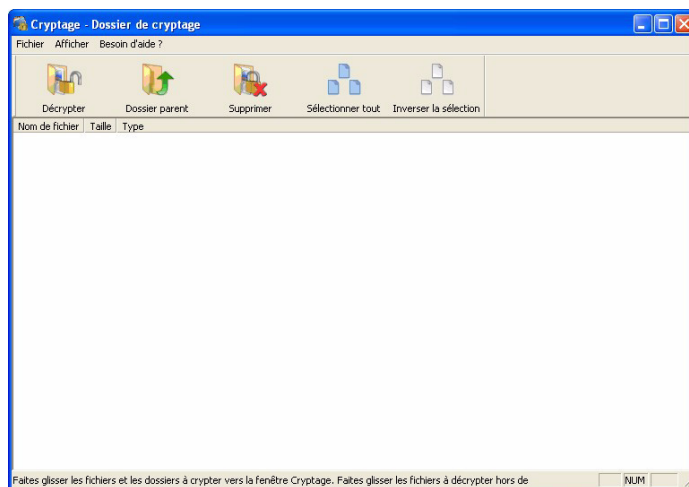 Cryptage - Dossier de cryptage
Fichier Afficher Besoin d'aide ?
Décrypter Dossier parent Supprimer Sélectionner tout Inverser la sélection
Nom de fichier Taille Type
Faites glisser les fichiers et les dossiers à crypter vers la fenêtre Cryptage. Faites glisser les fichiers à décrypter hors de NUM